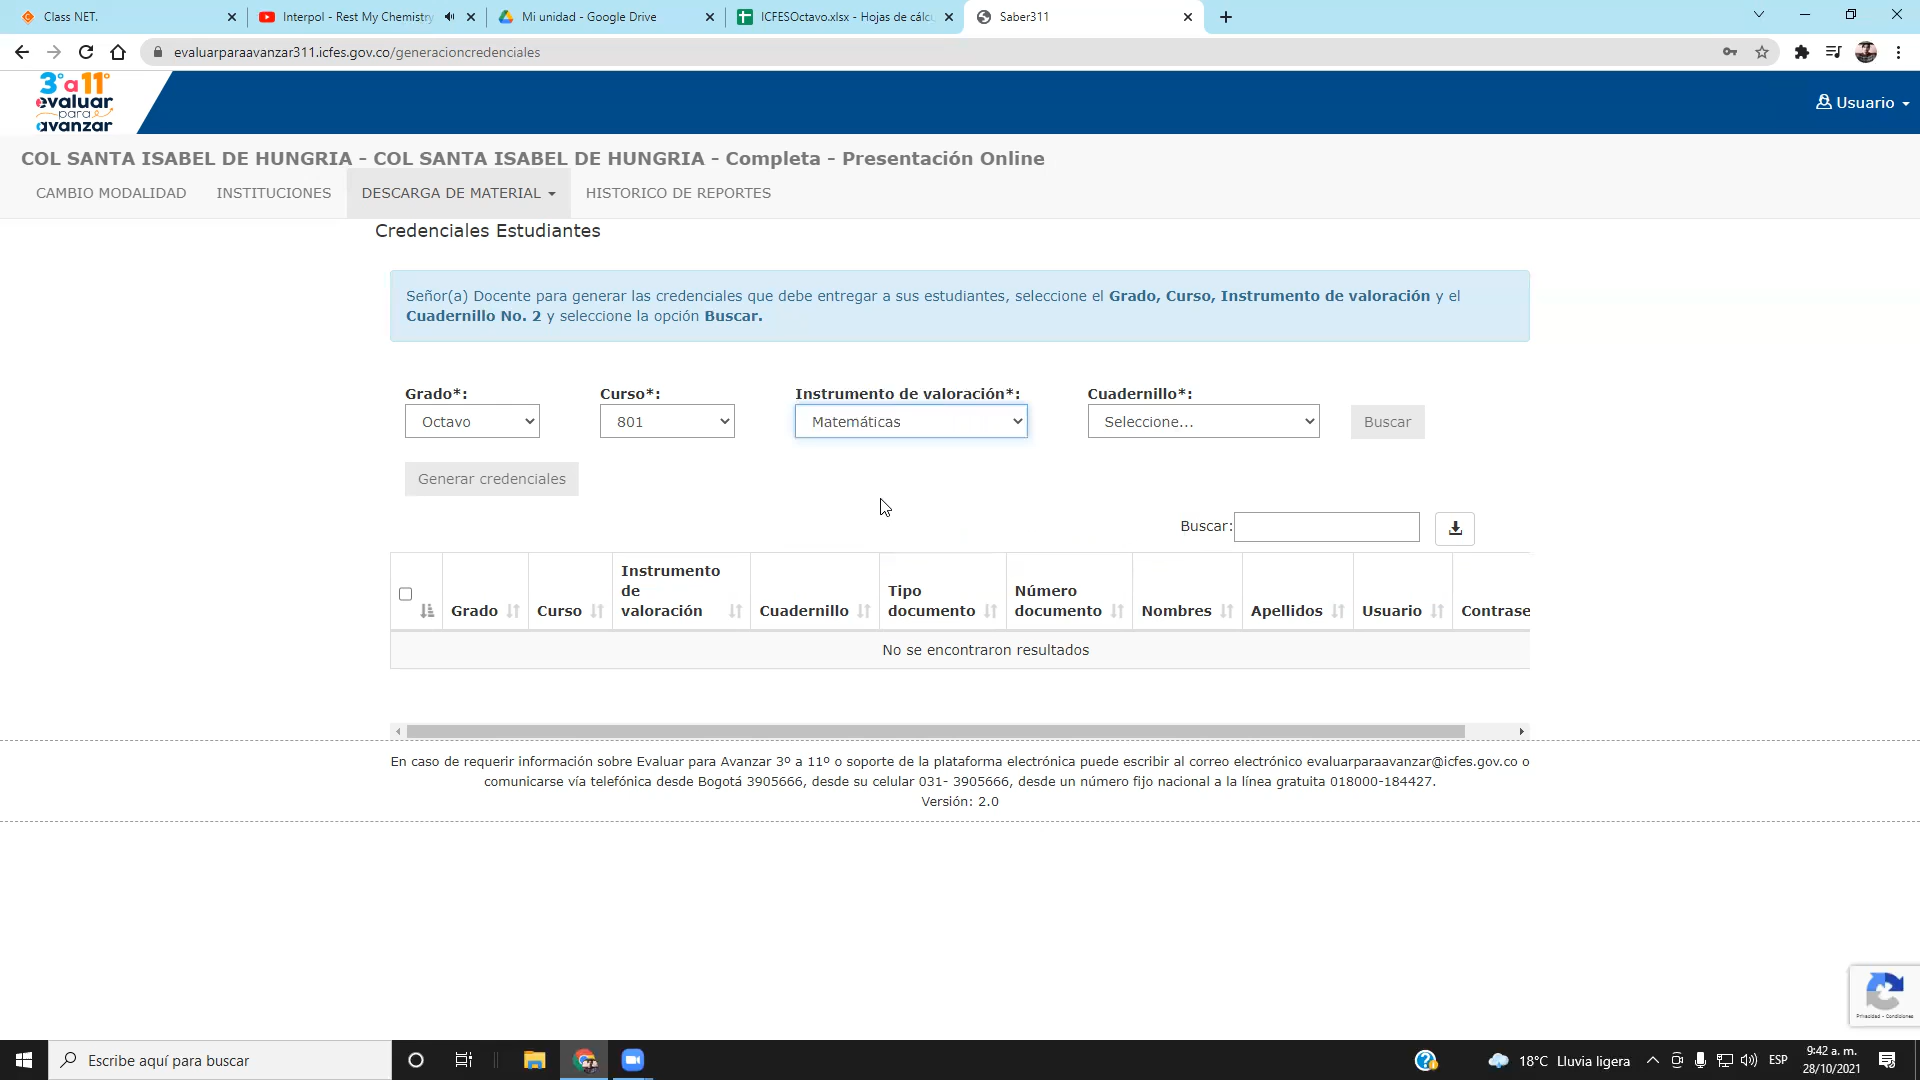 Class NET.
Interpol - Rest My Chemistry
Mi unidad - Google Drive
ICFESOctavo.xlsx - Hojas de cálcu
Saber311
evaluarparaavanzar311.icfes.gov.co/generacioncredenciales
3° a 11°
evaluar
para
avanzar
Usuario
COL SANTA ISABEL DE HUNGRIA - COL SANTA ISABEL DE HUNGRIA - Completa - Presentación Online
CAMBIO MODALIDAD INSTITUCIONES DESCARGA DE MATERIAL HISTORICO DE REPORTES
Credenciales Estudiantes
Señor(a) Docente para generar las credenciales que debe entregar a sus estudiantes, seleccione el Grado, Curso, Instrumento de valoración y el
Cuadernillo No. 2 y seleccione la opción Buscar.
Grado*: Curso*: Instrumento de valoración*: Cuadernillo*:
Octavo 801 Matemáticas Seleccione... Buscar
Generar credenciales
Buscar:
Grado Curso Instrumento de valoración Cuadernillo Tipo documento Número documento Nombres Apellidos Usuario Contrase
No se encontraron resultados
En caso de requerir información sobre Evaluar para Avanzar 3º a 11º o soporte de la plataforma electrónica puede escribir al correo electrónico evaluarparaavanzar@icfes.gov.co o
comunicarse vía telefónica desde Bogotá 3905666, desde su celular 031- 3905666, desde un número fijo nacional a la línea gratuita 018000-184427.
Versión: 2.0
Privacidad - Condiciones
Escribe aquí para buscar
18°C Lluvia ligera
ESP
9:42 a. m.
28/10/2021